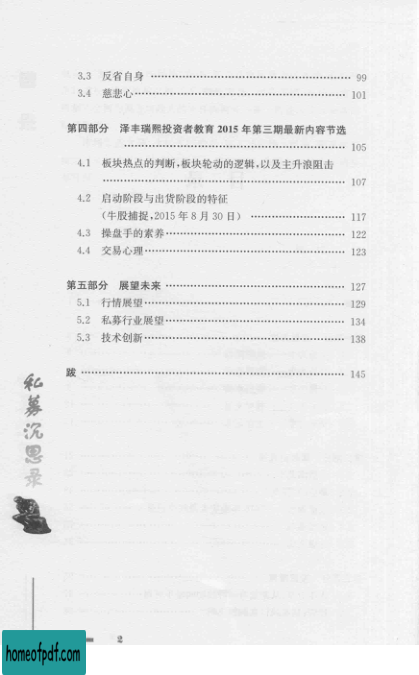 3.3 反省自身 …… 99
3.4 慈悲心 …… 101
第四部分 泽丰瑞熙投资者教育 2015 年第三期最新内容节选
…… 105
4.1 板块热点的判断,板块轮动的逻辑,以及主升浪阻击
…… 107
4.2 启动阶段与出货阶段的特征
(牛股捕捉,2015 年 8 月 30 日) …… 117
4.3 操盘手的素养 …… 122
4.4 交易心理 …… 123
第五部分 展望未来 …… 127
5.1 行情展望 …… 129
5.2 私募行业展望 …… 134
5.3 技术创新 …… 138
跋 …… 145
私募沉思录
2
homeofpdf.com